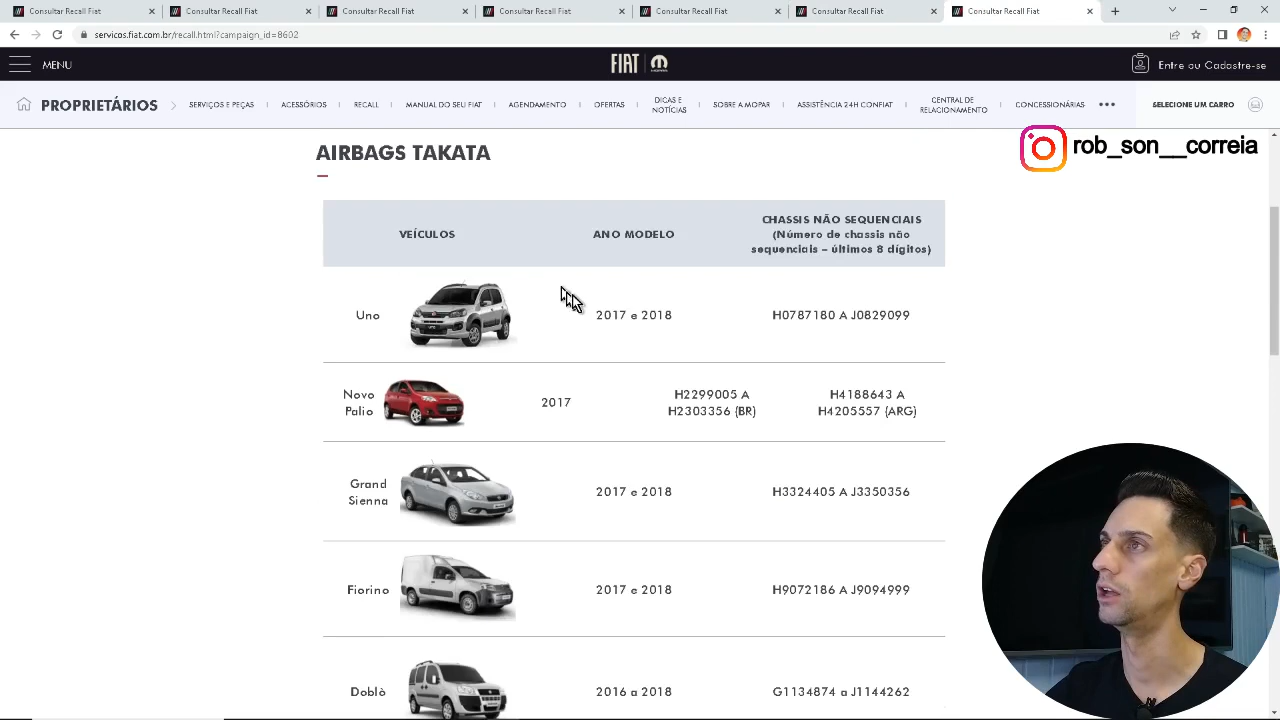 Consultar Recall Fiat
Consultar Recall Fiat
Consultar Recall Fiat
Consultar Recall Fiat
Consultar Recall Fiat
Consultar Recall Fiat
Consultar Recall Fiat
servicos.fiat.com.br/recall.html?campaign_id=8602
MENU
FIAT
Entre ou Cadastre-se
PROPRIETÁRIOS
SERVIÇOS E PEÇAS
ACESSÓRIOS
RECALL
MANUAL DO SEU FIAT
AGENDAMENTO
OFERTAS
DICAS E
NOTÍCIAS
SOBRE A MOPAR
ASSISTÊNCIA 24H CONFIAT
CENTRAL DE
RELACIONAMENTO
CONCESSIONÁRIAS
SELECIONE UM CARRO
rob_son__correia
AIRBAGS TAKATA
VEÍCULOS
ANO MODELO
CHASSIS NÃO SEQUENCIAIS
(Número de chassis não
sequenciais – últimos 8 dígitos)
Uno
2017 e 2018
H0787180 A J0829099
Novo
Palio
2017
H2299005 A
H2303356 (BR)
H4188643 A
H4205557 (ARG)
Grand
Sienna
2017 e 2018
H3324405 A J3350356
Fiorino
2017 e 2018
H9072186 A J9094999
Doblò
2016 a 2018
G1134874 a J1144262